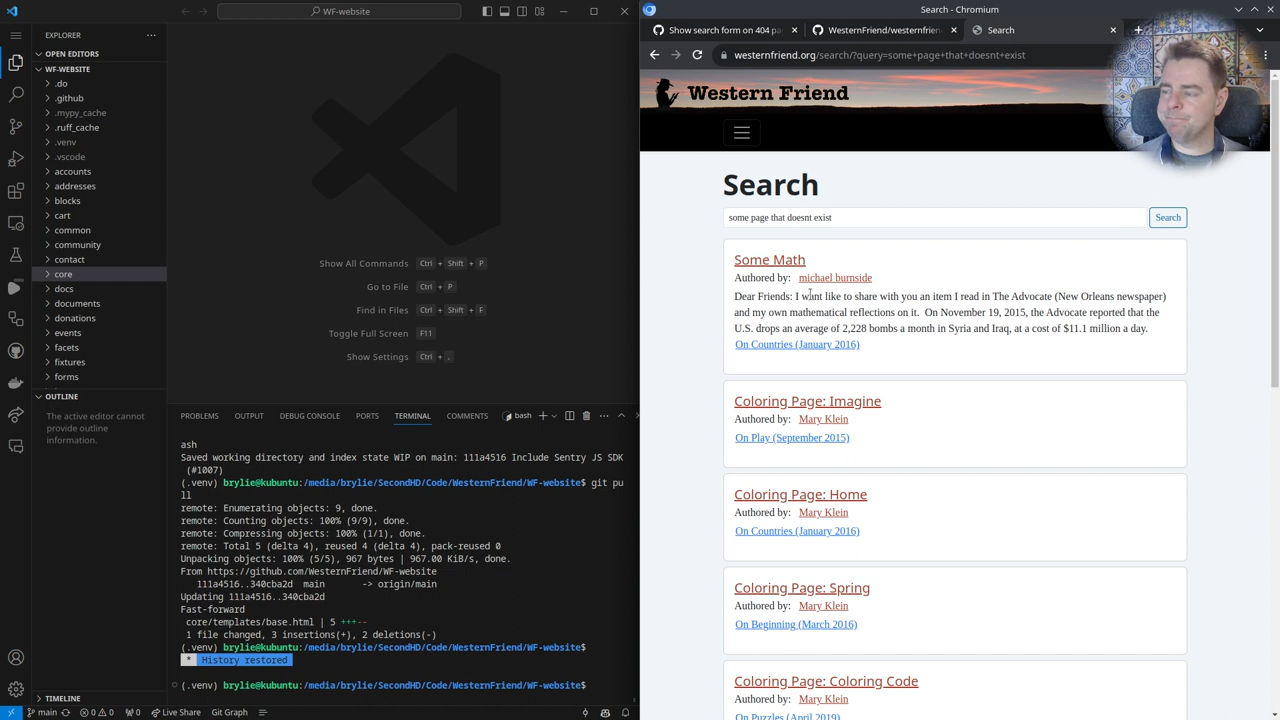 WF-website
EXPLORER
OPEN EDITORS
WF-WEBSITE
.do
.github
.mypy_cache
.ruff_cache
.venv
.vscode
accounts
addresses
blocks
cart
common
community
contact
core
docs
documents
donations
events
facets
fixtures
forms
OUTLINE
The active editor cannot
provide outline
information.
TIMELINE
Show All Commands Ctrl + Shift + P
Go to File Ctrl + P
Find in Files Ctrl + Shift + F
Toggle Full Screen F11
Show Settings Ctrl + ,
PROBLEMS OUTPUT DEBUG CONSOLE PORTS TERMINAL COMMENTS bash
ash
Saved working directory and index state WIP on main: 111a4516 Include Sentry JS SDK
(#1007)
(.venv) brylie@kubuntu:/media/brylie/SecondHD/Code/WesternFriend/WF-website$ git pu
ll
remote: Enumerating objects: 9, done.
remote: Counting objects: 100% (9/9), done.
remote: Compressing objects: 100% (1/1), done.
remote: Total 5 (delta 4), reused 4 (delta 4), pack-reused 0
Unpacking objects: 100% (5/5), 967 bytes | 967.00 KiB/s, done.
From https://github.com/WesternFriend/WF-website
111a4516..340cba2d main -> origin/main
Updating 111a4516..340cba2d
Fast-forward
core/templates/base.html | 5 +++--
1 file changed, 3 insertions(+), 2 deletions(-)
(.venv) brylie@kubuntu:/media/brylie/SecondHD/Code/WesternFriend/WF-website$
* History restored
(.venv) brylie@kubuntu:/media/brylie/SecondHD/Code/WesternFriend/WF-website$
main 0 0 0 Live Share Git Graph
Search - Chromium
Show search form on 404 pa WesternFriend/westernfrien Search
westernfriend.org/search/?query=some+page+that+doesnt+exist
Western Friend
Search
some page that doesnt exist Search
Some Math
Authored by: michael burnside
Dear Friends: I want like to share with you an item I read in The Advocate (New Orleans newspaper)
and my own mathematical reflections on it. On November 19, 2015, the Advocate reported that the
U.S. drops an average of 2,228 bombs a month in Syria and Iraq, at a cost of $11.1 million a day.
On Countries (January 2016)
Coloring Page: Imagine
Authored by: Mary Klein
On Play (September 2015)
Coloring Page: Home
Authored by: Mary Klein
On Countries (January 2016)
Coloring Page: Spring
Authored by: Mary Klein
On Beginning (March 2016)
Coloring Page: Coloring Code
Authored by: Mary Klein
On Puzzles (April 2019)